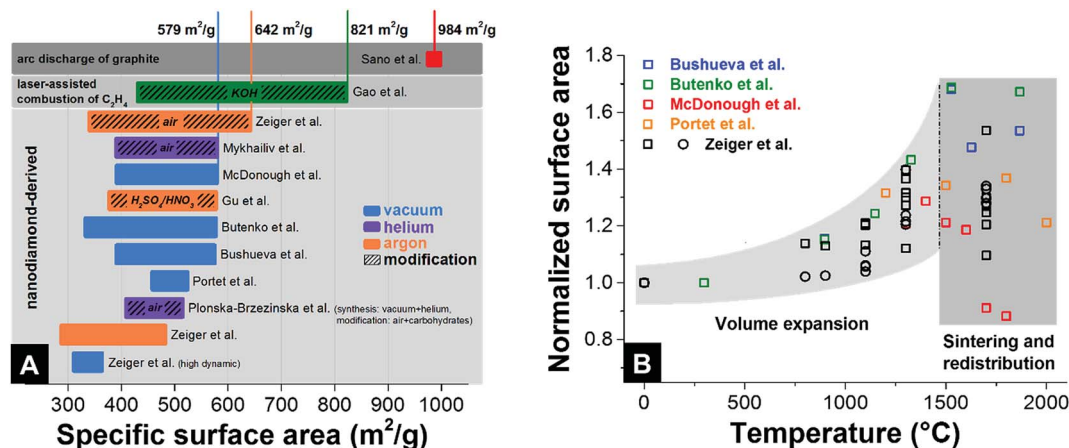 579 m²/g
642 m²/g
821 m²/g
984 m²/g
arc discharge of graphite
Sano et al.
laser-assisted
combustion of C₂H₄
KOH
Gao et al.
nanodiamond-derived
air
Zeiger et al.
air
Mykhailiv et al.
McDonough et al.
H₂SO₄/HNO₃
Gu et al.
Butenko et al.
Bushueva et al.
Portet et al.
air
Plonska-Brzezinska et al. (synthesis: vacuum+helium,
modification: air+carbohydrates)
Zeiger et al.
Zeiger et al. (high dynamic)
vacuum
helium
argon
modification
A
300 400 500 600 700 800 900 1000
Specific surface area (m²/g)
Normalized surface area
1.8
1.6
1.4
1.2
1.0
0.8
Bushueva et al.
Butenko et al.
McDonough et al.
Portet et al.
Zeiger et al.
Volume expansion
Sintering and
redistribution
B
0 500 1000 1500 2000
Temperature (°C)